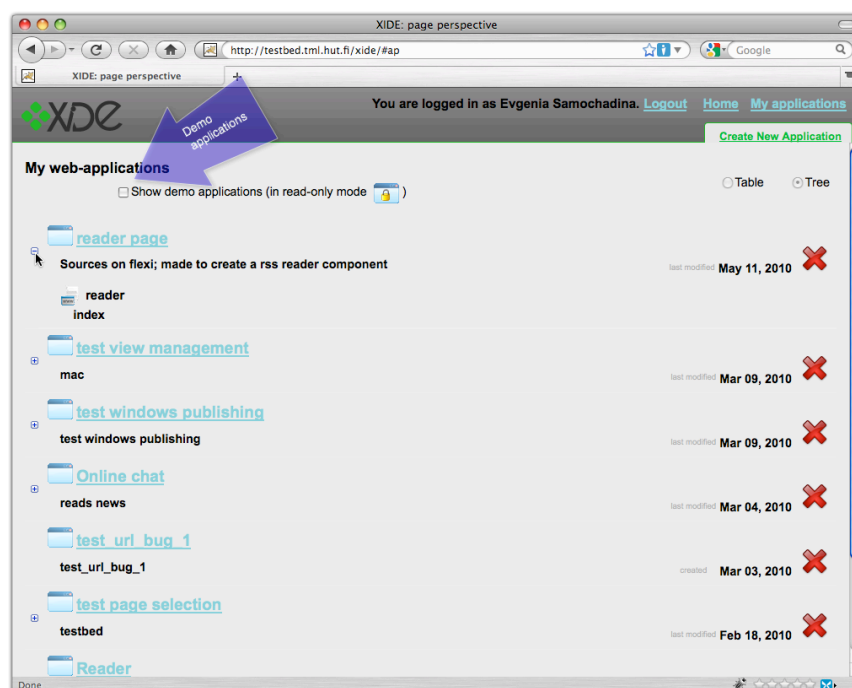 XIDE: page perspective
http://testbed.tml.hut.fi/xide/#ap
Google
XIDE: page perspective
XIDE
You are logged in as Evgenia Samochadina. Logout Home My applications
Create New Application
Demo
applications
My web-applications
Show demo applications (in read-only mode )
Table Tree
reader page
Sources on flexi; made to create a rss reader component
last modified May 11, 2010
reader
index
test view management
mac
last modified Mar 09, 2010
test windows publishing
test windows publishing
last modified Mar 09, 2010
Online chat
reads news
last modified Mar 04, 2010
test_url_bug_1
test_url_bug_1
created Mar 03, 2010
test page selection
testbed
last modified Feb 18, 2010
Reader
Done